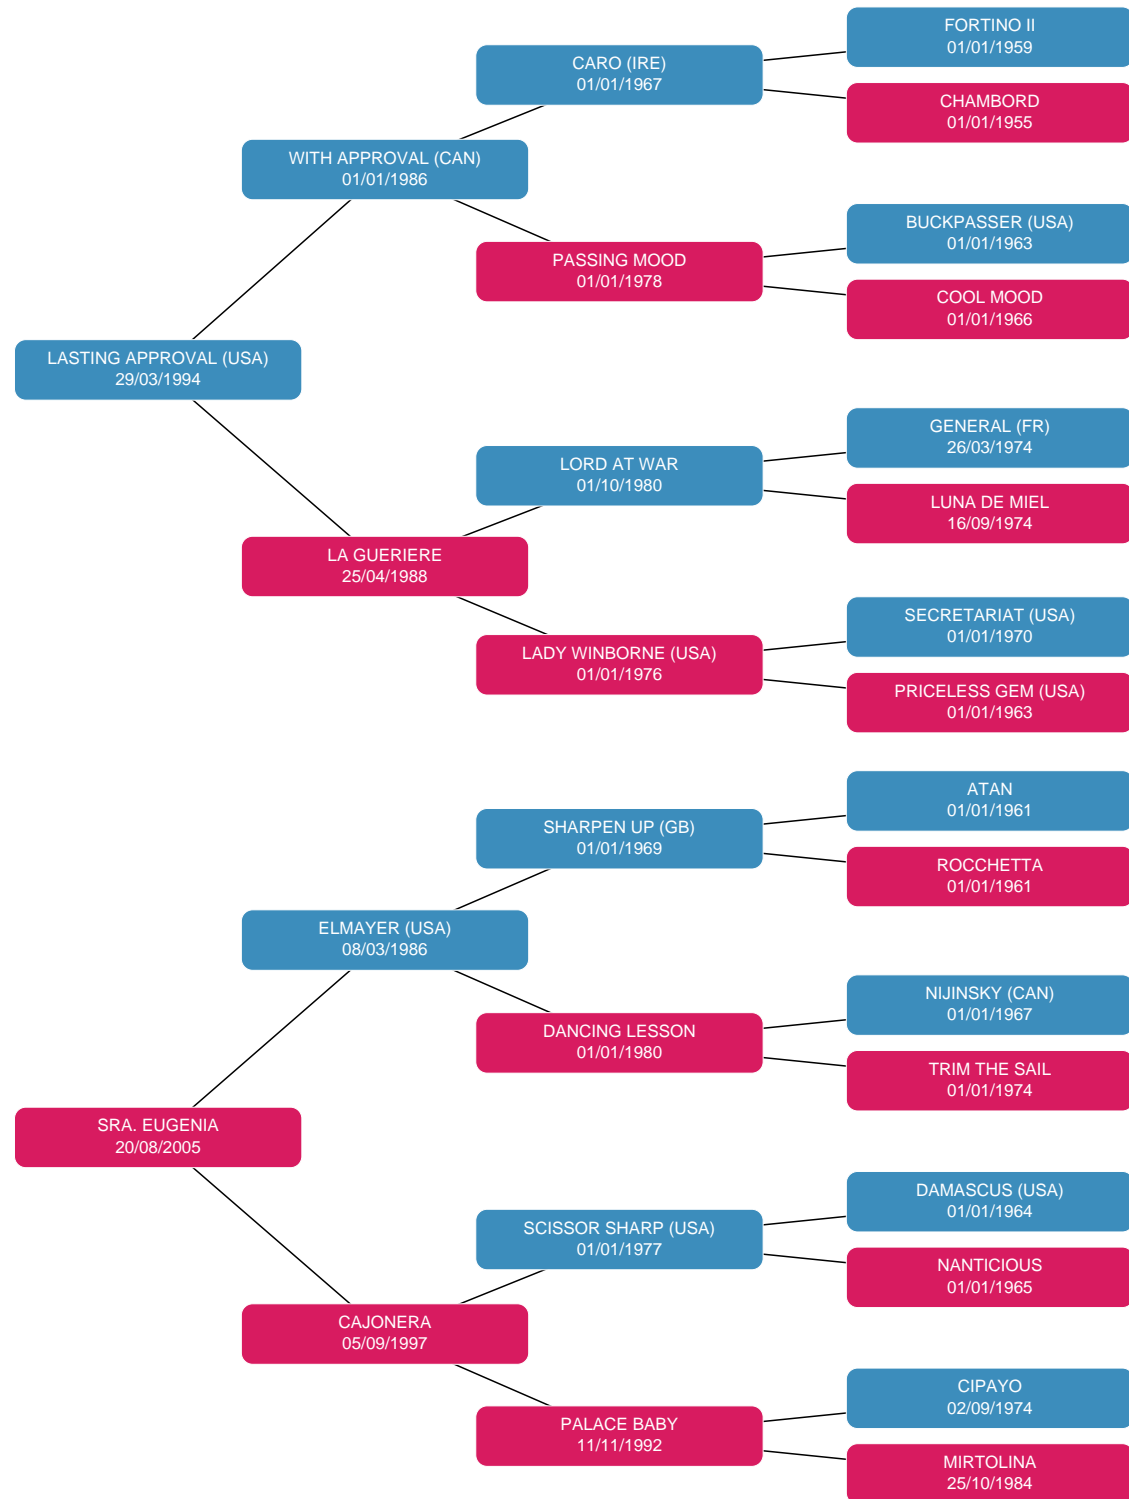 FORTINO II
01/01/1959
CARO (IRE)
01/01/1967
CHAMBORD
01/01/1955
WITH APPROVAL (CAN)
01/01/1986
BUCKPASSER (USA)
01/01/1963
PASSING MOOD
01/01/1978
COOL MOOD
01/01/1966
LASTING APPROVAL (USA)
29/03/1994
GENERAL (FR)
26/03/1974
LORD AT WAR
01/10/1980
LUNA DE MIEL
16/09/1974
LA GUERIERE
25/04/1988
SECRETARIAT (USA)
01/01/1970
LADY WINBORNE (USA)
01/01/1976
PRICELESS GEM (USA)
01/01/1963
ATAN
01/01/1961
SHARPEN UP (GB)
01/01/1969
ROCCHETTA
01/01/1961
ELMAYER (USA)
08/03/1986
NIJINSKY (CAN)
01/01/1967
DANCING LESSON
01/01/1980
TRIM THE SAIL
01/01/1974
SRA. EUGENIA
20/08/2005
DAMASCUS (USA)
01/01/1964
SCISSOR SHARP (USA)
01/01/1977
NANTICIOUS
01/01/1965
CAJONERA
05/09/1997
CIPAYO
02/09/1974
PALACE BABY
11/11/1992
MIRTOLINA
25/10/1984